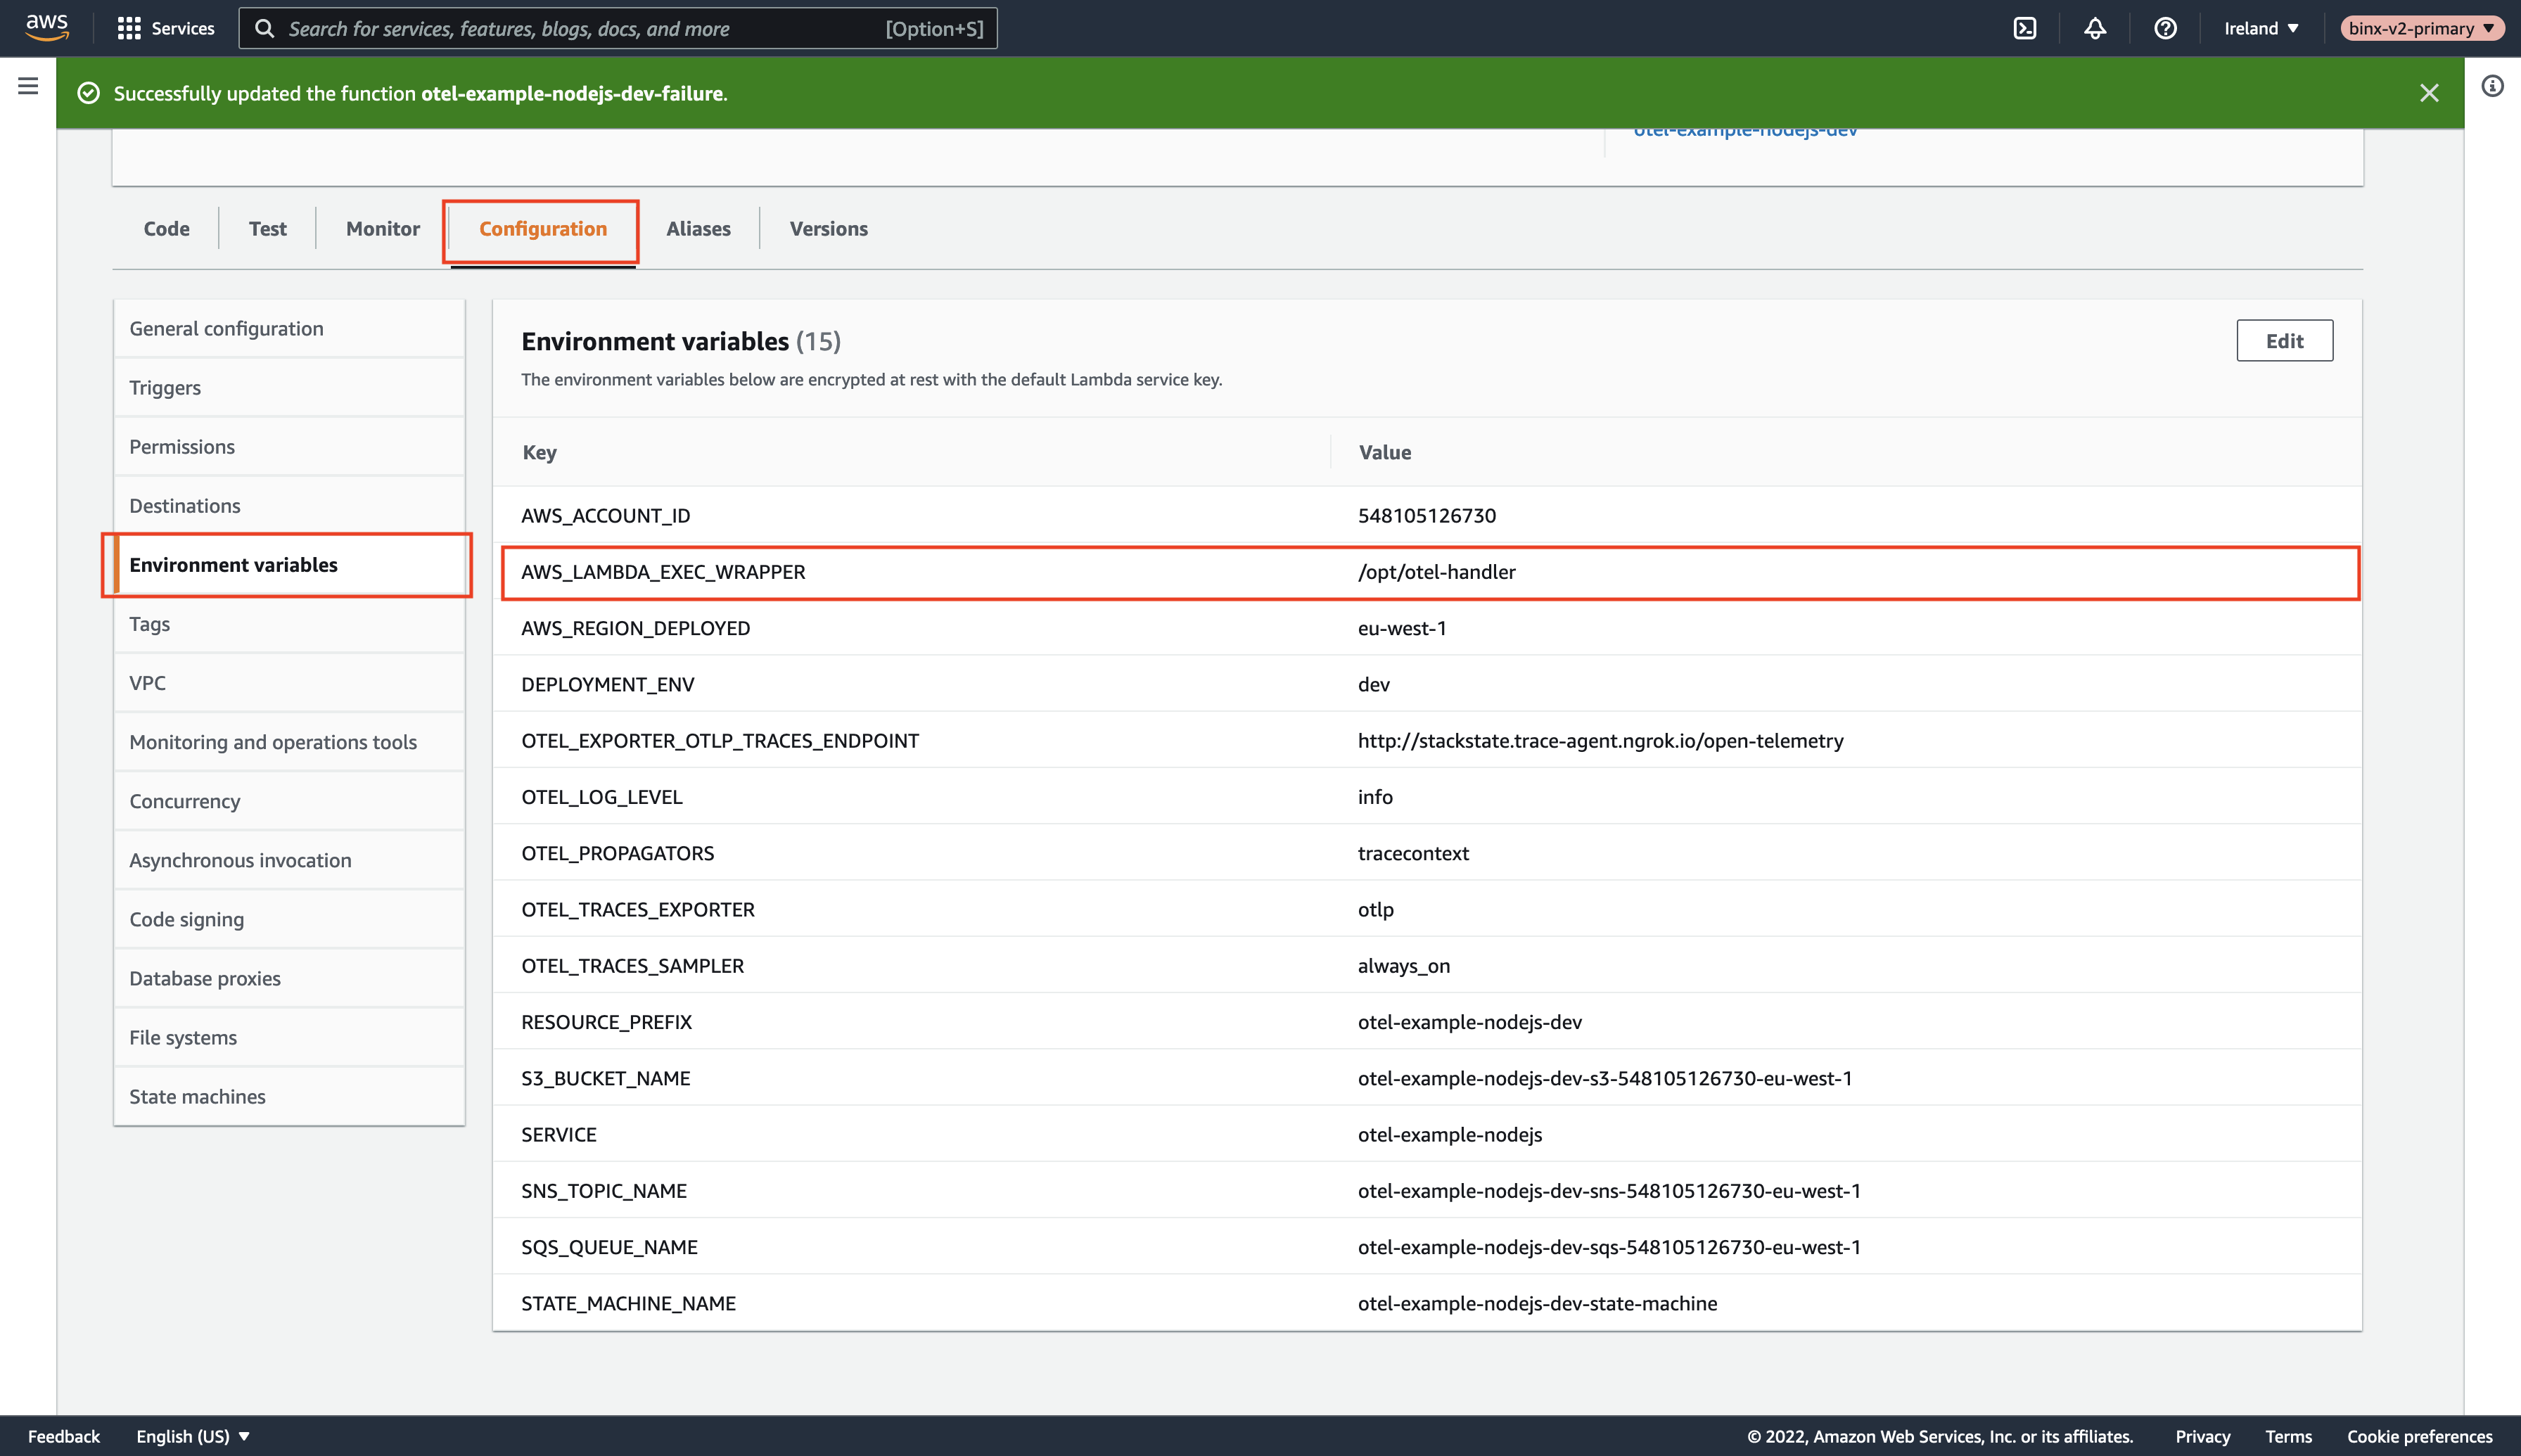 aws
Services
Search for services, features, blogs, docs, and more
[Option+S]
Ireland
binx-v2-primary
Successfully updated the function otel-example-nodejs-dev-failure.
otel-example-nodejs-dev
Code
Test
Monitor
Configuration
Aliases
Versions
General configuration
Triggers
Permissions
Destinations
Environment variables
Tags
VPC
Monitoring and operations tools
Concurrency
Asynchronous invocation
Code signing
Database proxies
File systems
State machines
Environment variables (15)
Edit
The environment variables below are encrypted at rest with the default Lambda service key.
Key Value
AWS_ACCOUNT_ID 548105126730
AWS_LAMBDA_EXEC_WRAPPER /opt/otel-handler
AWS_REGION_DEPLOYED eu-west-1
DEPLOYMENT_ENV dev
OTEL_EXPORTER_OTLP_TRACES_ENDPOINT http://stackstate.trace-agent.ngrok.io/open-telemetry
OTEL_LOG_LEVEL info
OTEL_PROPAGATORS tracecontext
OTEL_TRACES_EXPORTER otlp
OTEL_TRACES_SAMPLER always_on
RESOURCE_PREFIX otel-example-nodejs-dev
S3_BUCKET_NAME otel-example-nodejs-dev-s3-548105126730-eu-west-1
SERVICE otel-example-nodejs
SNS_TOPIC_NAME otel-example-nodejs-dev-sns-548105126730-eu-west-1
SQS_QUEUE_NAME otel-example-nodejs-dev-sqs-548105126730-eu-west-1
STATE_MACHINE_NAME otel-example-nodejs-dev-state-machine
Feedback
English (US)
© 2022, Amazon Web Services, Inc. or its affiliates.
Privacy
Terms
Cookie preferences